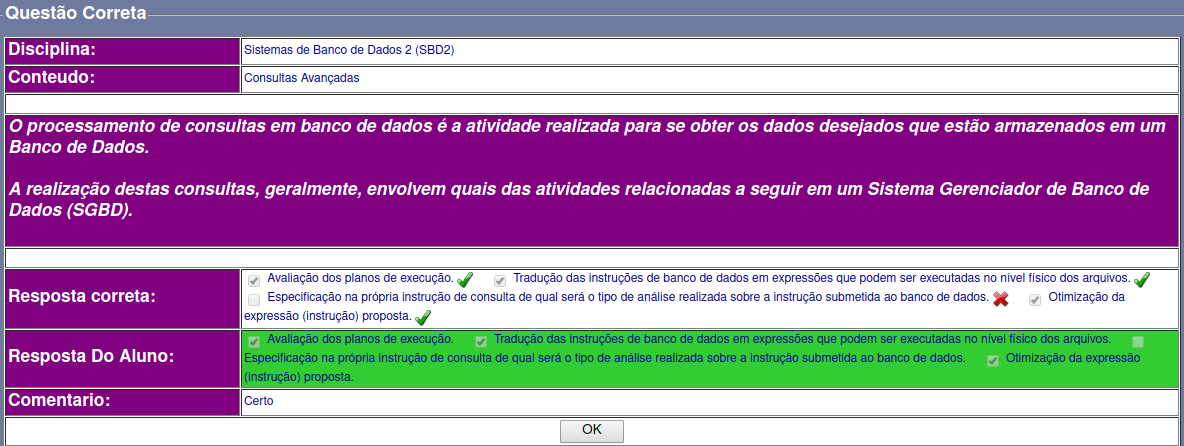 Questão Correta
Disciplina:
Sistemas de Banco de Dados 2 (SBD2)
Conteudo:
Consultas Avançadas
O processamento de consultas em banco de dados é a atividade realizada para se obter os dados desejados que estão armazenados em um
Banco de Dados.
A realização destas consultas, geralmente, envolvem quais das atividades relacionadas a seguir em um Sistema Gerenciador de Banco de
Dados (SGBD).
Resposta correta:
Avaliação dos planos de execução. Tradução das instruções de banco de dados em expressões que podem ser executadas no nível físico dos arquivos.
Especificação na própria instrução de consulta de qual será o tipo de análise realizada sobre a instrução submetida ao banco de dados. Otimização da
expressão (instrução) proposta.
Resposta Do Aluno:
Avaliação dos planos de execução. Tradução das instruções de banco de dados em expressões que podem ser executadas no nível físico dos arquivos.
Especificação na própria instrução de consulta de qual será o tipo de análise realizada sobre a instrução submetida ao banco de dados. Otimização da expressão
(instrução) proposta.
Comentario:
Certo
OK